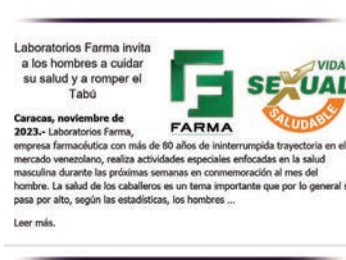 Laboratorios Farma invita
a los hombres a cuidar
su salud y a romper el
Tabú
FARMA
VIDA
SEXUAL
SALUDABLE
Caracas, noviembre de
2023.- Laboratorios Farma,
empresa farmacéutica con más de 80 años de ininterrumpida trayectoria en el
mercado venezolano, realiza actividades especiales enfocadas en la salud
masculina durante las próximas semanas en conmemoración al mes del
hombre. La salud de los caballeros es un tema importante que por lo general s
pasa por alto, según las estadísticas, los hombres ...
Leer más.